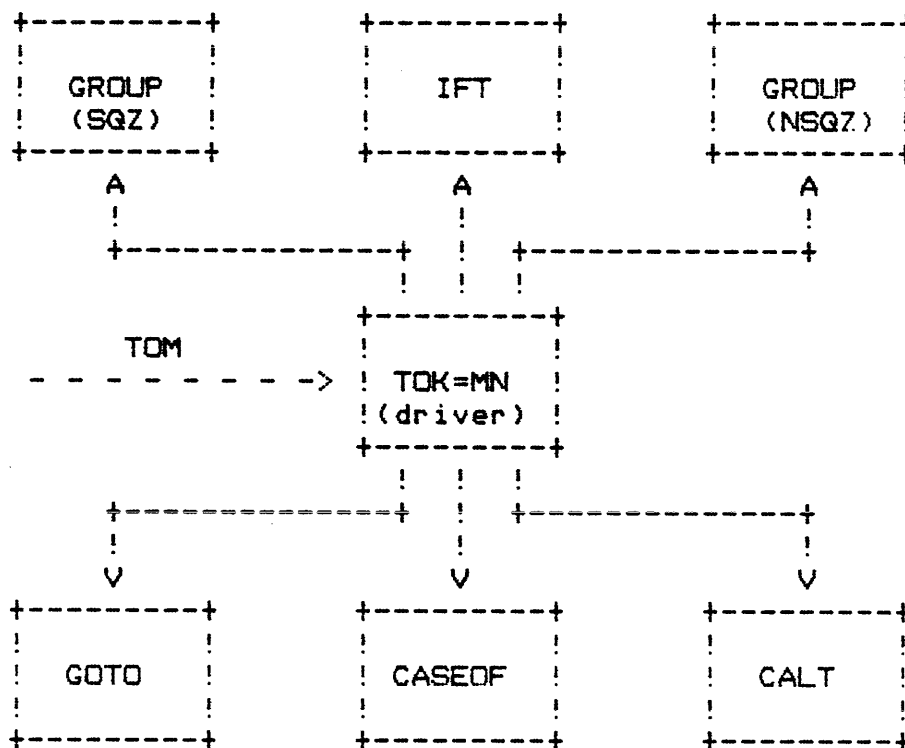 GROUP IFT GROUP
(SQZ) (NSQZ)
TOM
TOK=MN
(driver)
GOTO CASEOF CALT